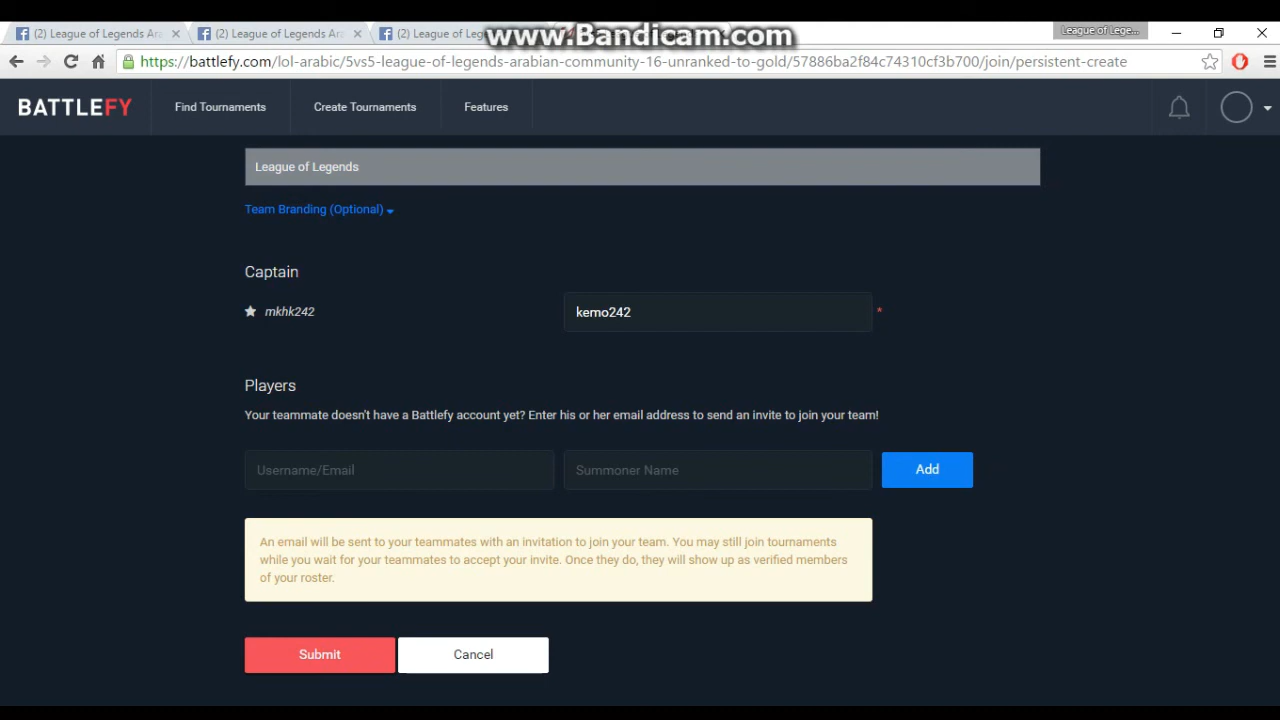 www.Bandicam.com
(2) League of Legends Ara
(2) League of Legends Ara
(2) League of Leg
League of Lege...
https://battlefy.com/lol-arabic/5vs5-league-of-legends-arabian-community-16-unranked-to-gold/57886ba2f84c74310cf3b700/join/persistent-create
BATTLEFY
Find Tournaments
Create Tournaments
Features
League of Legends
Team Branding (Optional)
Captain
mkhk242
kemo242
*
Players
Your teammate doesn't have a Battlefy account yet? Enter his or her email address to send an invite to join your team!
Username/Email
Summoner Name
Add
An email will be sent to your teammates with an invitation to join your team. You may still join tournaments
while you wait for your teammates to accept your invite. Once they do, they will show up as verified members
of your roster.
Submit
Cancel